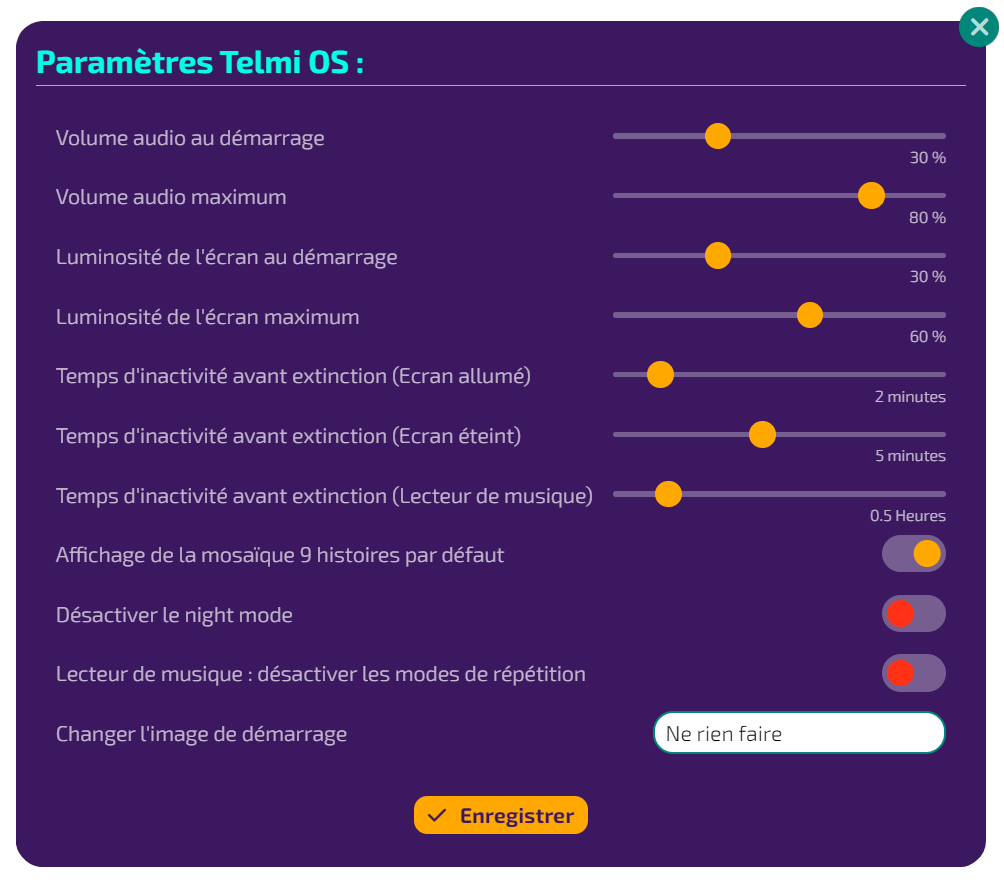 Paramètres Telmi OS :
Volume audio au démarrage
30 %
Volume audio maximum
80 %
Luminosité de l'écran au démarrage
30 %
Luminosité de l'écran maximum
60 %
Temps d'inactivité avant extinction (Ecran allumé)
2 minutes
Temps d'inactivité avant extinction (Ecran éteint)
5 minutes
Temps d'inactivité avant extinction (Lecteur de musique)
0.5 Heures
Affichage de la mosaïque 9 histoires par défaut
Désactiver le night mode
Lecteur de musique : désactiver les modes de répétition
Changer l'image de démarrage
Ne rien faire
Enregistrer